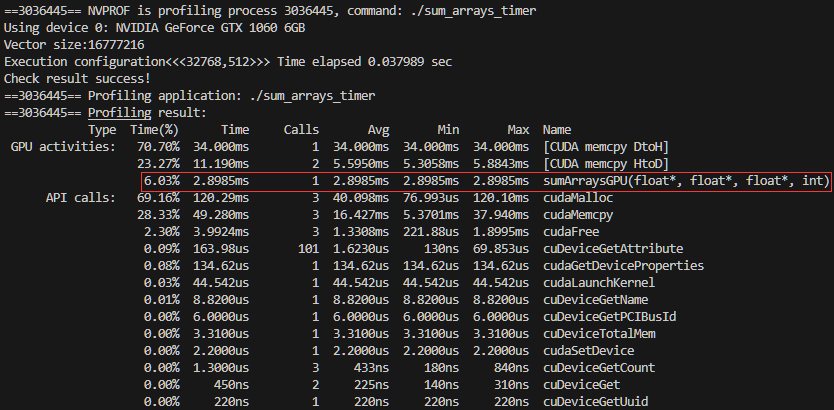 ==3036445== NVPROF is profiling process 3036445, command: ./sum_arrays_timer
Using device 0: NVIDIA GeForce GTX 1060 6GB
Vector size:16777216
Execution configuration<<<32768,512>>> Time elapsed 0.037989 sec
Check result success!
==3036445== Profiling application: ./sum_arrays_timer
==3036445== Profiling result:
Type Time(%) Time Calls Avg Min Max Name
GPU activities: 70.70% 34.000ms 1 34.000ms 34.000ms 34.000ms [CUDA memcpy DtoH]
23.27% 11.190ms 2 5.5950ms 5.3058ms 5.8843ms [CUDA memcpy HtoD]
6.03% 2.8985ms 1 2.8985ms 2.8985ms 2.8985ms sumArraysGPU(float*, float*, float*, int)
API calls: 69.16% 120.29ms 3 40.098ms 76.993us 120.10ms cudaMalloc
28.33% 49.280ms 3 16.427ms 5.3701ms 37.940ms cudaMemcpy
2.30% 3.9924ms 3 1.3308ms 221.88us 1.8995ms cudaFree
0.09% 163.98us 101 1.6230us 130ns 69.853us cuDeviceGetAttribute
0.08% 134.62us 1 134.62us 134.62us 134.62us cudaGetDeviceProperties
0.03% 44.542us 1 44.542us 44.542us 44.542us cudaLaunchKernel
0.01% 8.8200us 1 8.8200us 8.8200us 8.8200us cuDeviceGetName
0.00% 6.0000us 1 6.0000us 6.0000us 6.0000us cuDeviceGetPCIBusId
0.00% 3.3100us 1 3.3100us 3.3100us 3.3100us cuDeviceTotalMem
0.00% 2.2000us 1 2.2000us 2.2000us 2.2000us cudaSetDevice
0.00% 1.3000us 3 433ns 180ns 840ns cuDeviceGetCount
0.00% 450ns 2 225ns 140ns 310ns cuDeviceGet
0.00% 220ns 1 220ns 220ns 220ns cuDeviceGetUuid